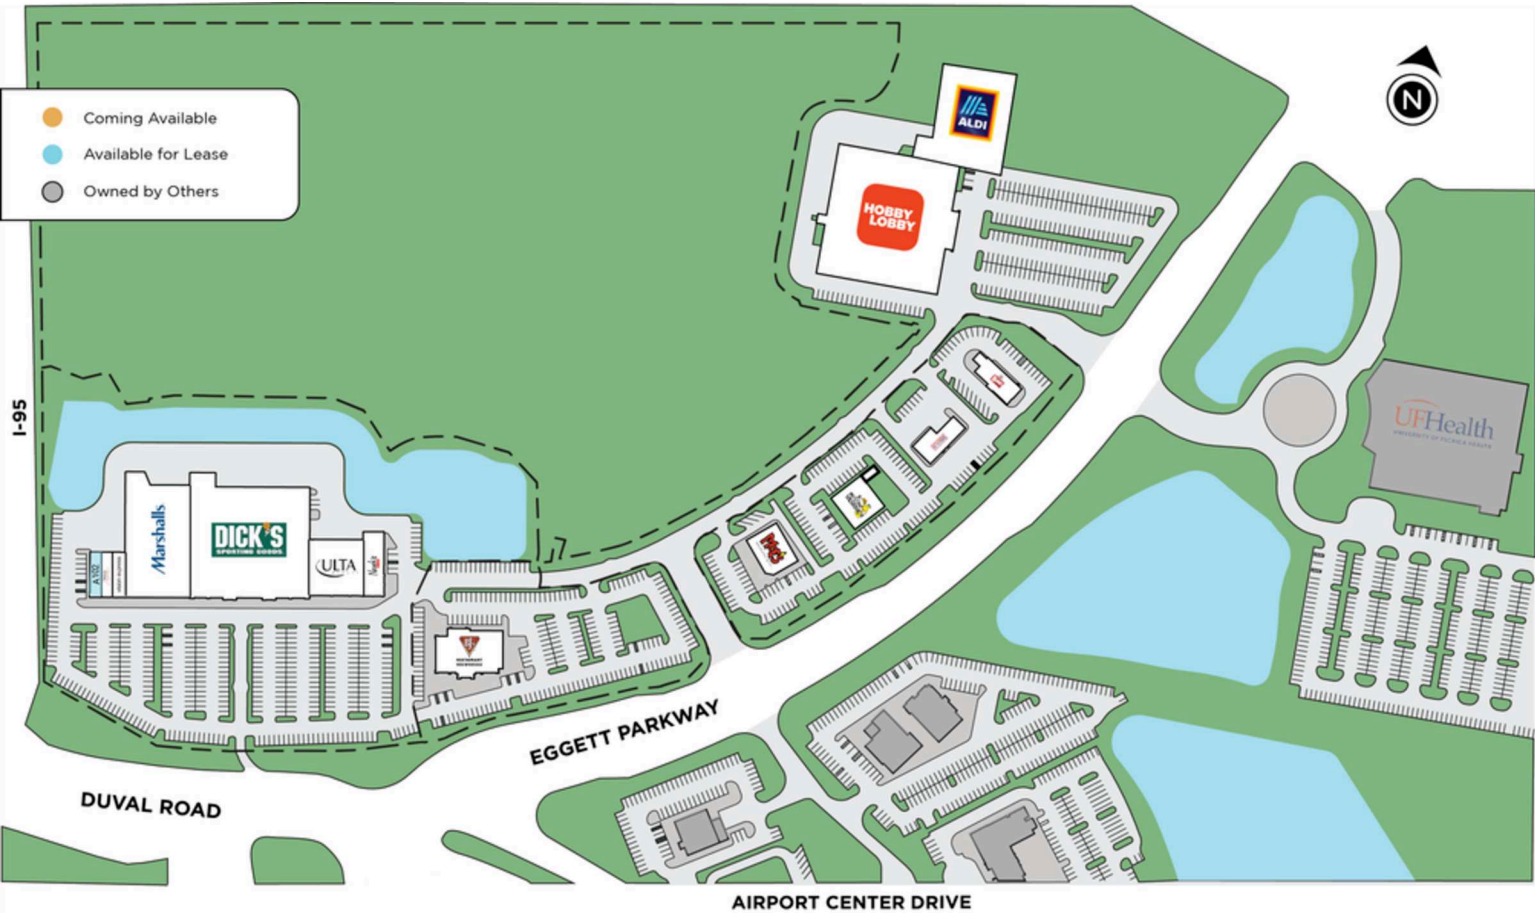 Coming Available
Available for Lease
Owned by Others
N
ALDI
HOBBY
LOBBY
I-95
UFHealth
Marshalls
DICK'S
SPORTING GOODS
ULTA
A102
EGGETT PARKWAY
DUVAL ROAD
AIRPORT CENTER DRIVE